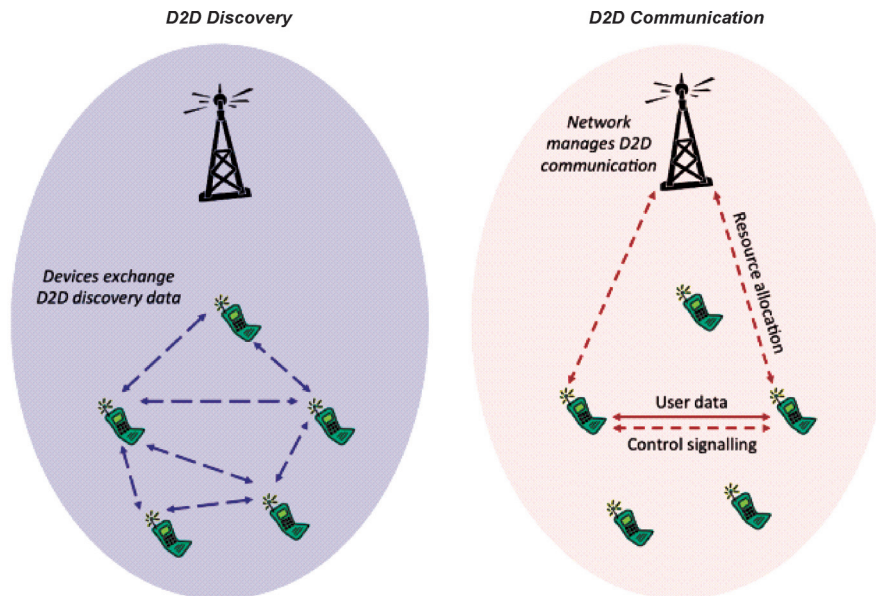 D2D Discovery
Devices exchange
D2D discovery data
D2D Communication
Network
manages D2D
communication
Resource allocation
User data
Control signalling